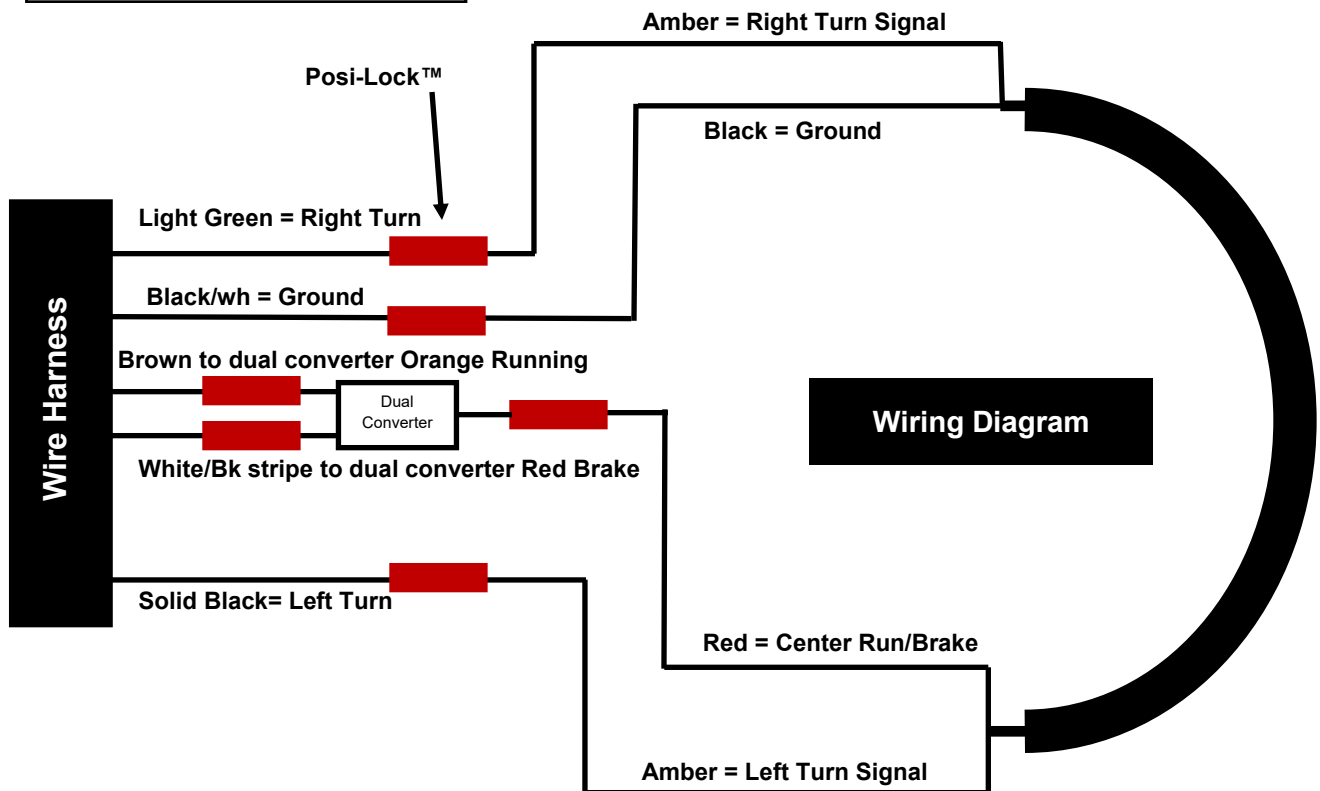 Amber = Right Turn Signal
Posi-Lock™
Black = Ground
Light Green = Right Turn
Black/wh = Ground
Wire Harness
Brown to dual converter Orange Running
Dual
Converter
Wiring Diagram
White/Bk stripe to dual converter Red Brake
Solid Black= Left Turn
Red = Center Run/Brake
Amber = Left Turn Signal